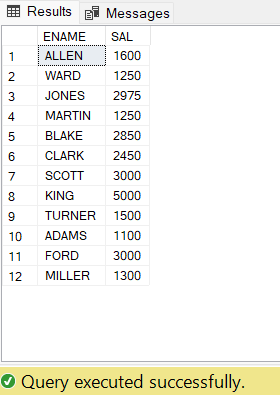 Results Messages
ENAME SAL
1 ALLEN 1600
2 WARD 1250
3 JONES 2975
4 MARTIN 1250
5 BLAKE 2850
6 CLARK 2450
7 SCOTT 3000
8 KING 5000
9 TURNER 1500
10 ADAMS 1100
11 FORD 3000
12 MILLER 1300
Query executed successfully.